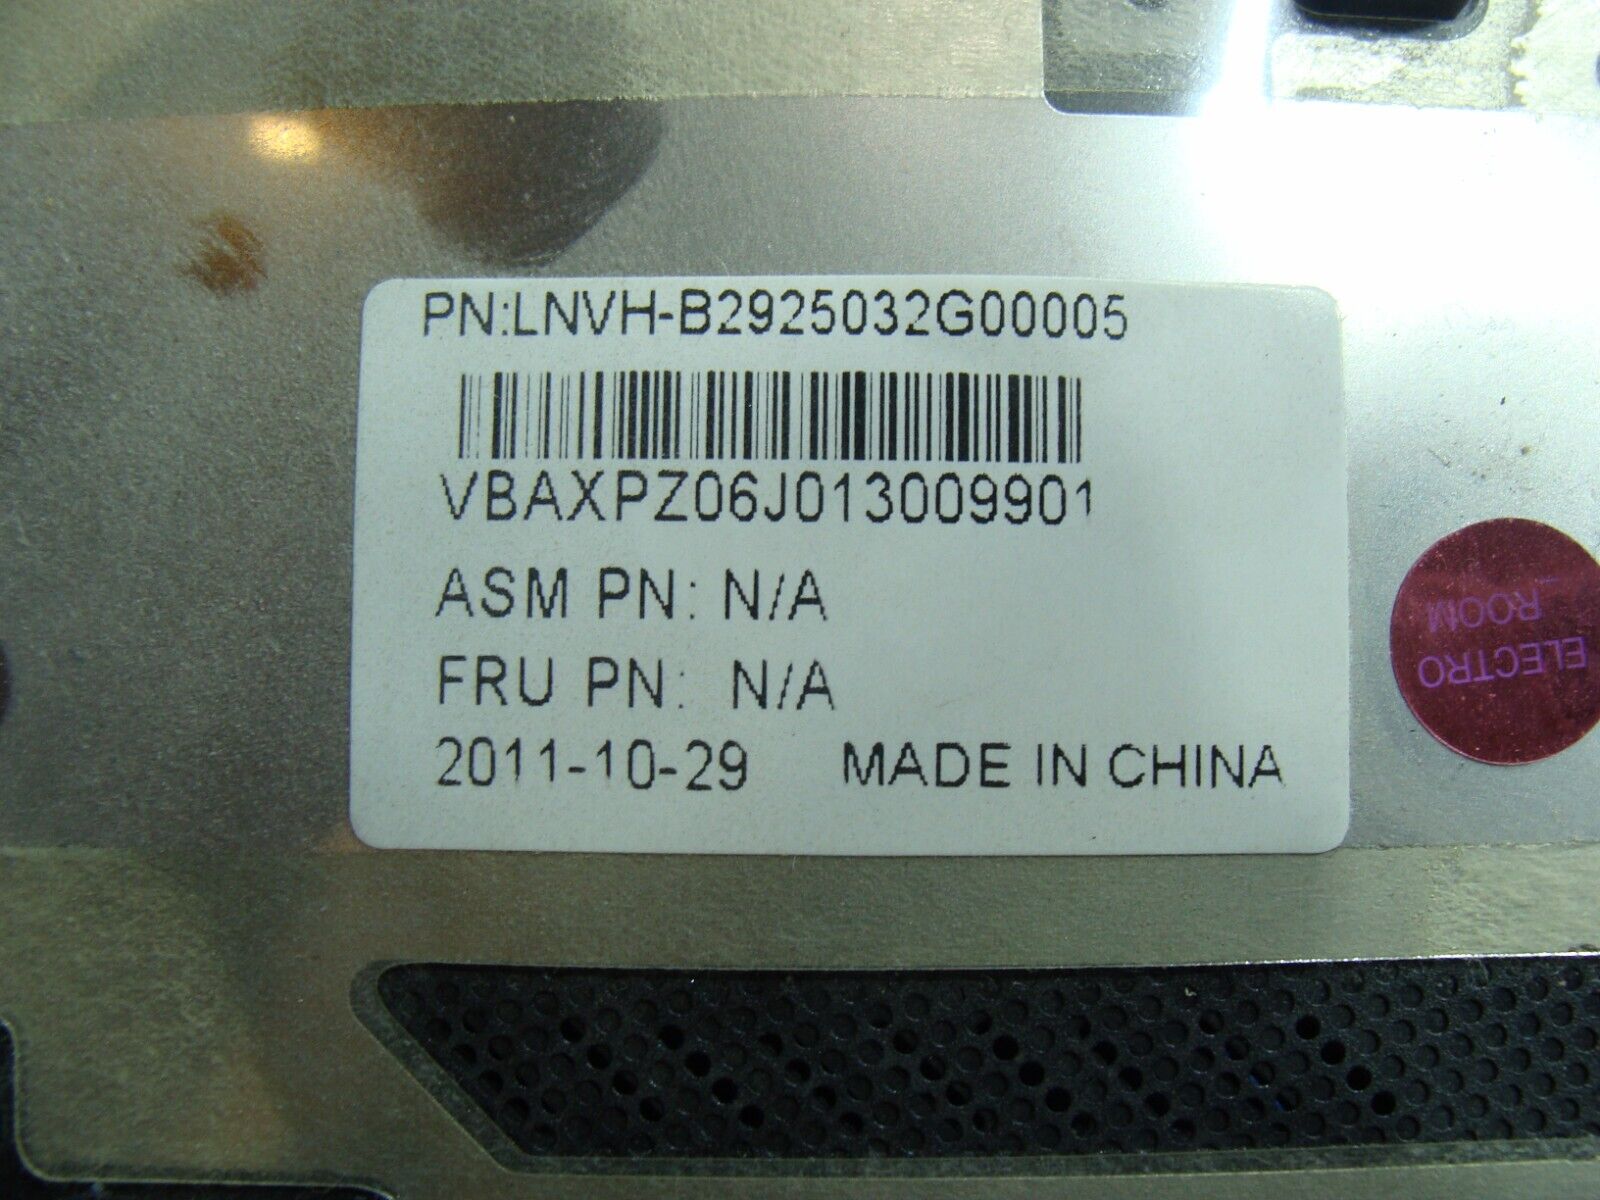 PN:LNVH-B2925032G00005
VBAXPZ06J013009901
ASM PN: N/A
FRU PN: N/A
2011-10-29 MADE IN CHINA
ELECTRO
ROOM